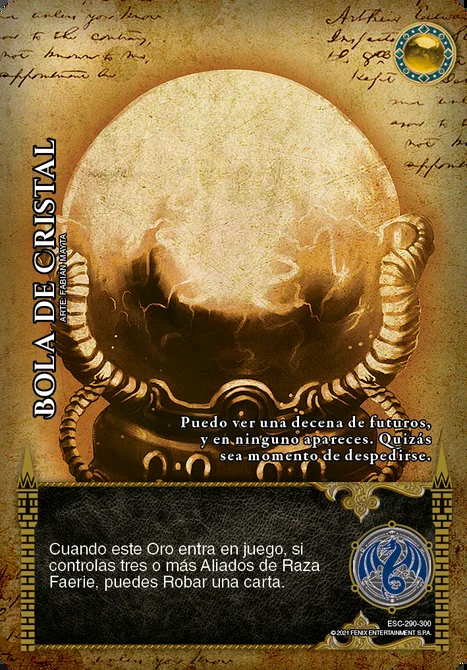 BOLA DE CRISTAL
ARTE: FABIÁN MAYTA
Puedo ver una decena de futuros,
y en ninguno apareces. Quizás
sea momento de despedirse.
Cuando este Oro entra en juego, si
controlas tres o más Aliados de Raza
Faerie, puedes Robar una carta.
ESC-290-300
© 2021 FENIX ENTERTAINMENT S.P.A.